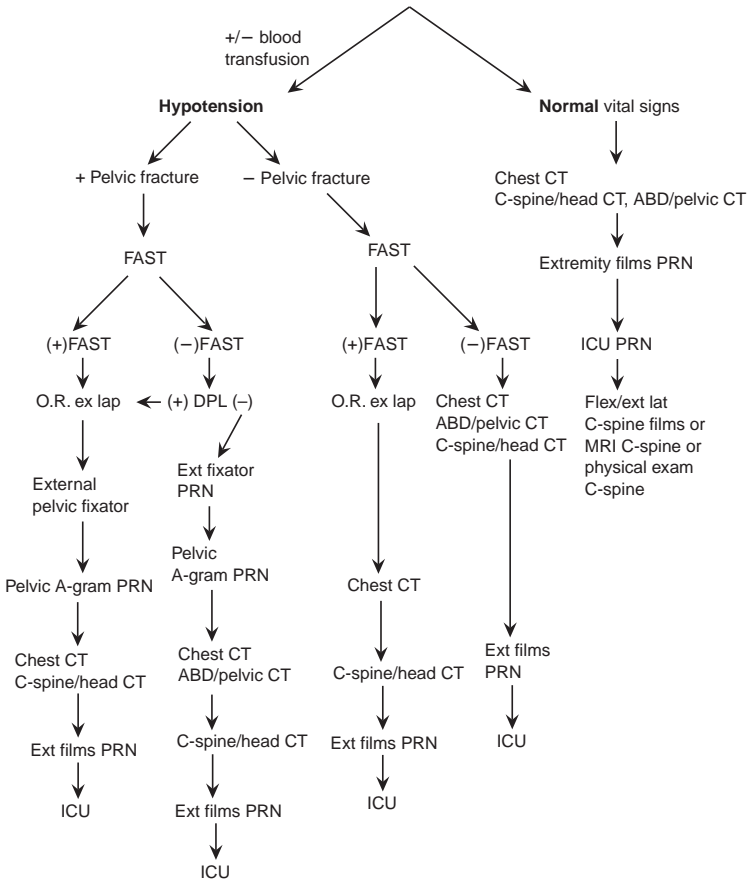 +/− blood
transfusion
Hypotension
Normal vital signs
+ Pelvic fracture
− Pelvic fracture
Chest CT
C-spine/head CT, ABD/pelvic CT
FAST
FAST
Extremity films PRN
(+)FAST
(−)FAST
(+)FAST
(−)FAST
ICU PRN
O.R. ex lap
(+) DPL (−)
O.R. ex lap
Chest CT
ABD/pelvic CT
C-spine/head CT
Flex/ext lat
C-spine films or
MRI C-spine or
physical exam
C-spine
External
pelvic fixator
Ext fixator
PRN
Pelvic
A-gram PRN
Pelvic A-gram PRN
Chest CT
Chest CT
C-spine/head CT
Chest CT
ABD/pelvic CT
C-spine/head CT
Ext films
PRN
Ext films PRN
C-spine/head CT
Ext films PRN
ICU
ICU
Ext films PRN
ICU
ICU